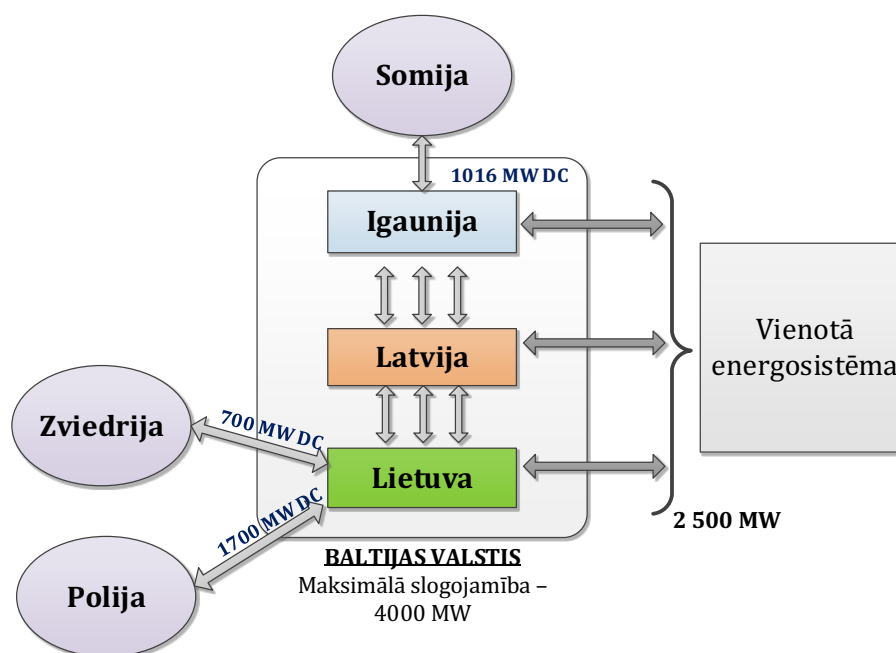 Somija
1016 MW DC
Igaunija
Latvija
Vienotā
energosistēma
Zviedrija
700 MW DC
Lietuva
1700 MW DC
2 500 MW
Polija
BALTIJAS VALSTIS
Maksimālā slogojamība –
4000 MW